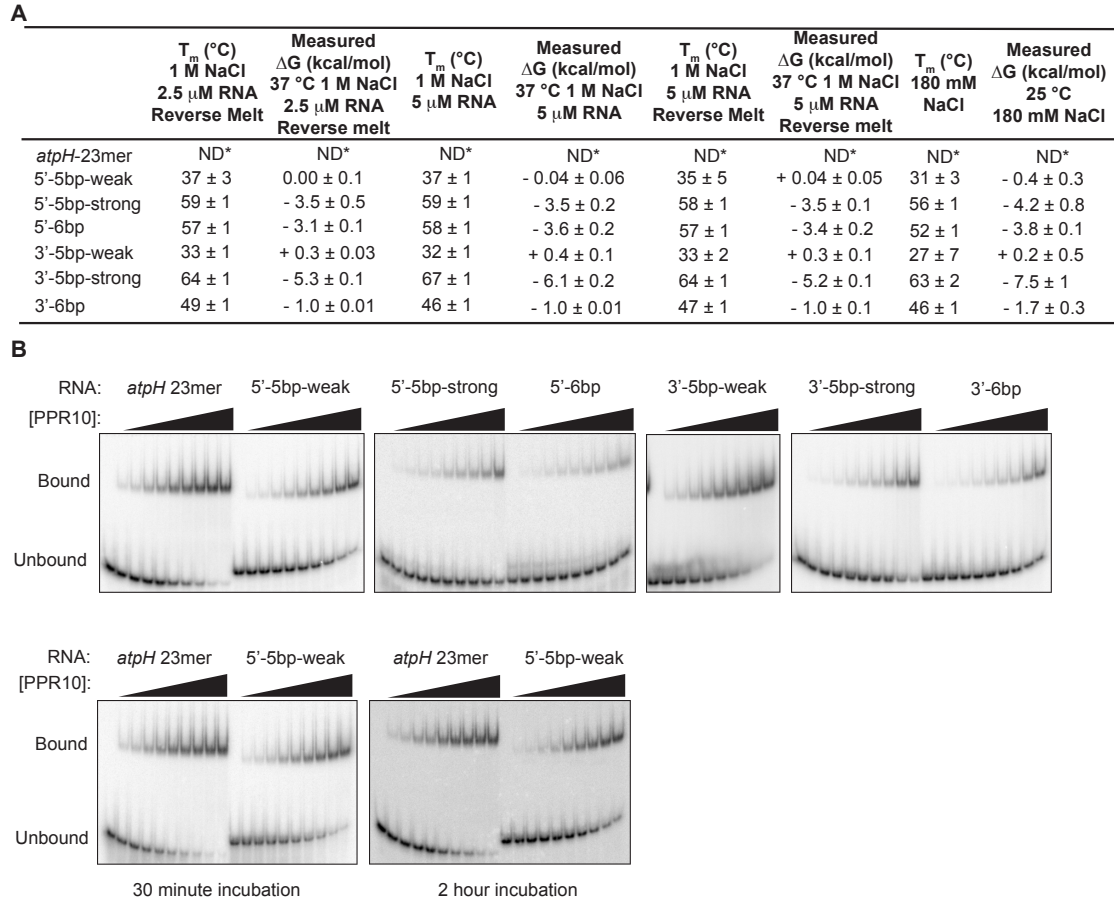 A
T_m (°C) 1 M NaCl 2.5 μM RNA Reverse Melt
Measured ΔG (kcal/mol) 37 °C 1 M NaCl 2.5 μM RNA Reverse melt
T_m (°C) 1 M NaCl 5 μM RNA
Measured ΔG (kcal/mol) 37 °C 1 M NaCl 5 μM RNA
T_m (°C) 1 M NaCl 5 μM RNA Reverse Melt
Measured ΔG (kcal/mol) 37 °C 1 M NaCl 5 μM RNA Reverse melt
T_m (°C) 180 mM NaCl
Measured ΔG (kcal/mol) 25 °C 180 mM NaCl
atpH-23mer ND* ND* ND* ND* ND* ND* ND* ND*
5'-5bp-weak 37 ± 3 0.00 ± 0.1 37 ± 1 - 0.04 ± 0.06 35 ± 5 + 0.04 ± 0.05 31 ± 3 - 0.4 ± 0.3
5'-5bp-strong 59 ± 1 - 3.5 ± 0.5 59 ± 1 - 3.5 ± 0.2 58 ± 1 - 3.5 ± 0.1 56 ± 1 - 4.2 ± 0.8
5'-6bp 57 ± 1 - 3.1 ± 0.1 58 ± 1 - 3.6 ± 0.2 57 ± 1 - 3.4 ± 0.2 52 ± 1 - 3.8 ± 0.1
3'-5bp-weak 33 ± 1 + 0.3 ± 0.03 32 ± 1 + 0.4 ± 0.1 33 ± 2 + 0.3 ± 0.1 27 ± 7 + 0.2 ± 0.5
3'-5bp-strong 64 ± 1 - 5.3 ± 0.1 67 ± 1 - 6.1 ± 0.2 64 ± 1 - 5.2 ± 0.1 63 ± 2 - 7.5 ± 1
3'-6bp 49 ± 1 - 1.0 ± 0.01 46 ± 1 - 1.0 ± 0.01 47 ± 1 - 1.0 ± 0.1 46 ± 1 - 1.7 ± 0.3
B
RNA: atpH 23mer 5'-5bp-weak 5'-5bp-strong 5'-6bp 3'-5bp-weak 3'-5bp-strong 3'-6bp
[PPR10]:
Bound
Unbound
RNA: atpH 23mer 5'-5bp-weak atpH 23mer 5'-5bp-weak
[PPR10]:
Bound
Unbound
30 minute incubation 2 hour incubation